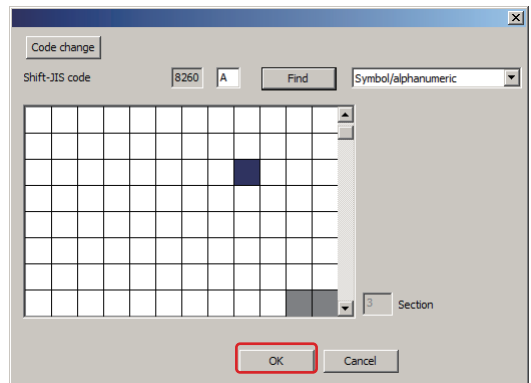 Code change
Shift-JIS code 8260 A Find Symbol/alphanumeric
3 Section
OK Cancel